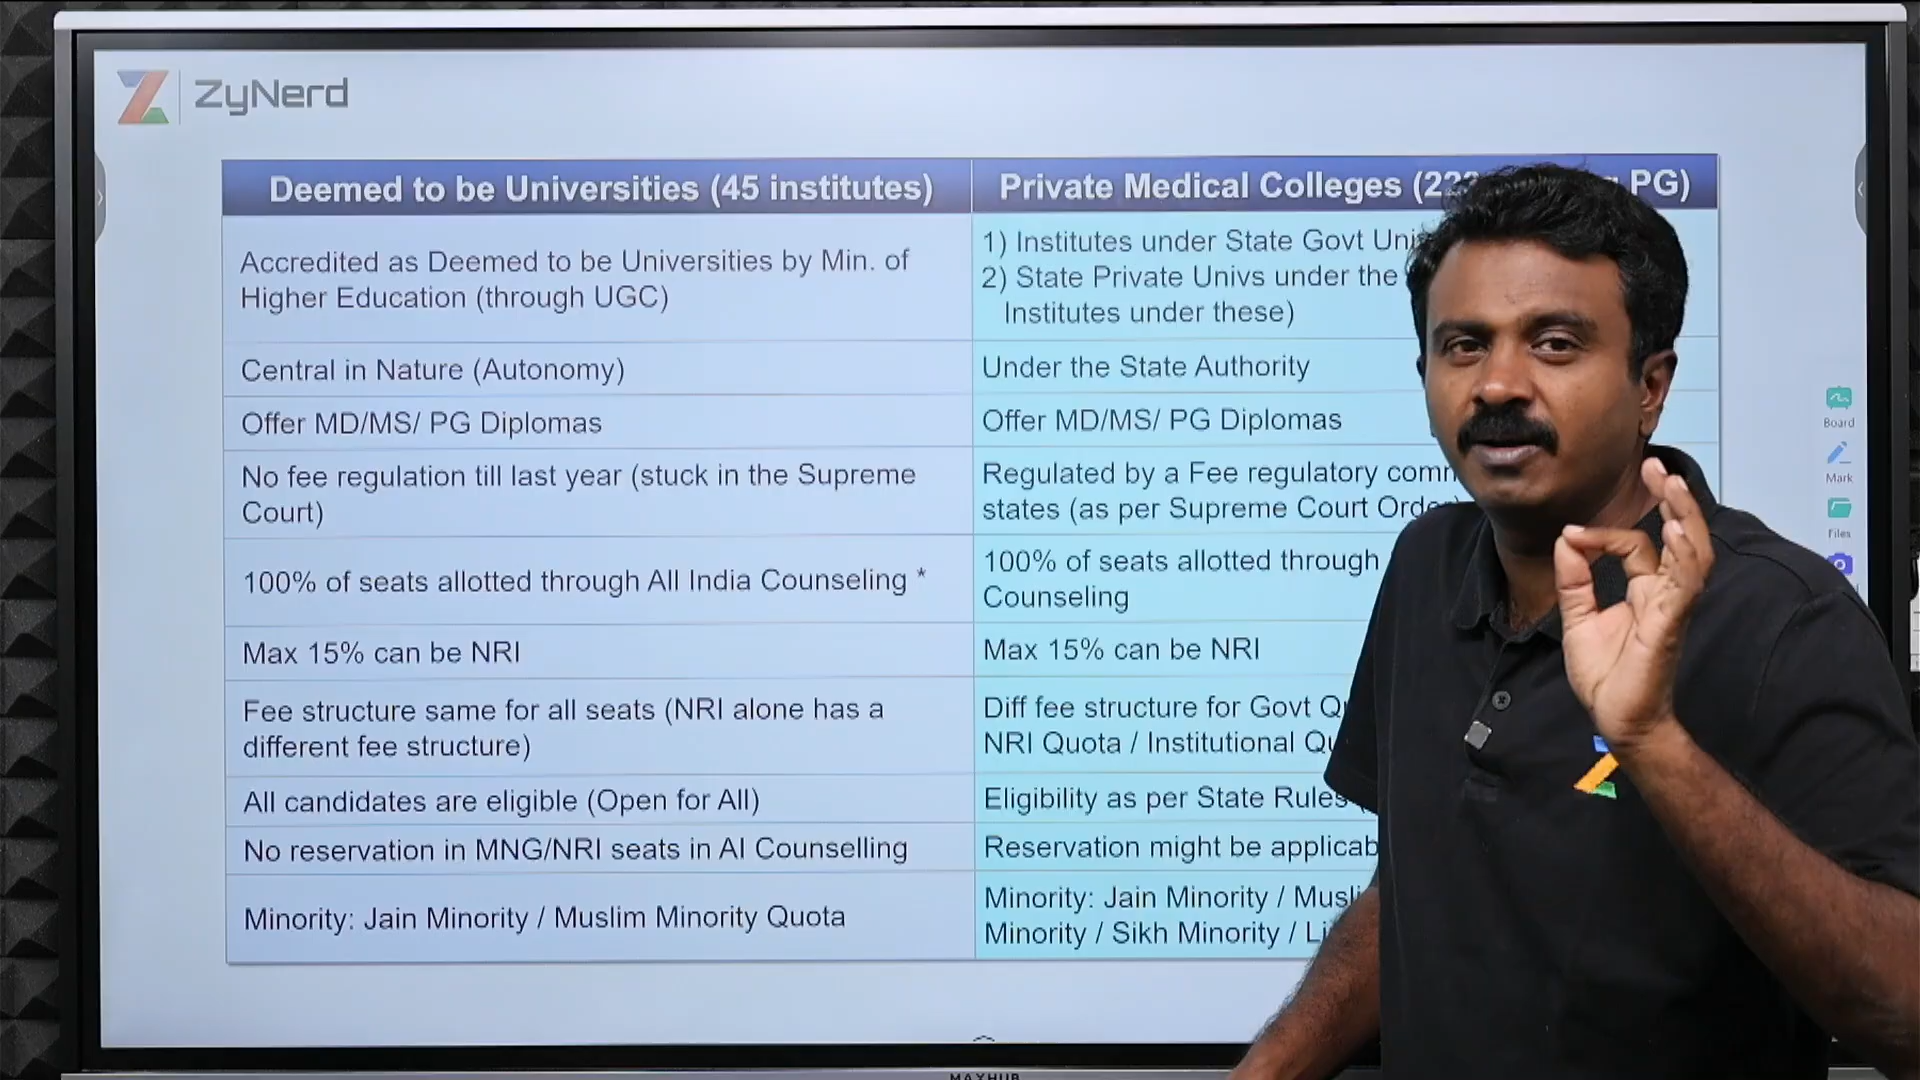 ZyNerd
Deemed to be Universities (45 institutes)
Private Medical Colleges (222 PG)
Accredited as Deemed to be Universities by Min. of
Higher Education (through UGC)
1) Institutes under State Govt
2) State Private Univs under the
Institutes under these)
Central in Nature (Autonomy)
Under the State Authority
Offer MD/MS/ PG Diplomas
Offer MD/MS/ PG Diplomas
No fee regulation till last year (stuck in the Supreme
Court)
Regulated by a Fee regulatory
states (as per Supreme Court Order)
100% of seats allotted through All India Counseling *
100% of seats allotted through
Counseling
Max 15% can be NRI
Max 15% can be NRI
Fee structure same for all seats (NRI alone has a
different fee structure)
Diff fee structure for Govt
NRI Quota / Institutional
All candidates are eligible (Open for All)
Eligibility as per State Rules
No reservation in MNG/NRI seats in AI Counselling
Reservation might be
Minority: Jain Minority / Muslim Minority Quota
Minority: Jain Minority /
Minority / Sikh Minority /
Board
Mark
Files
MAXHUB